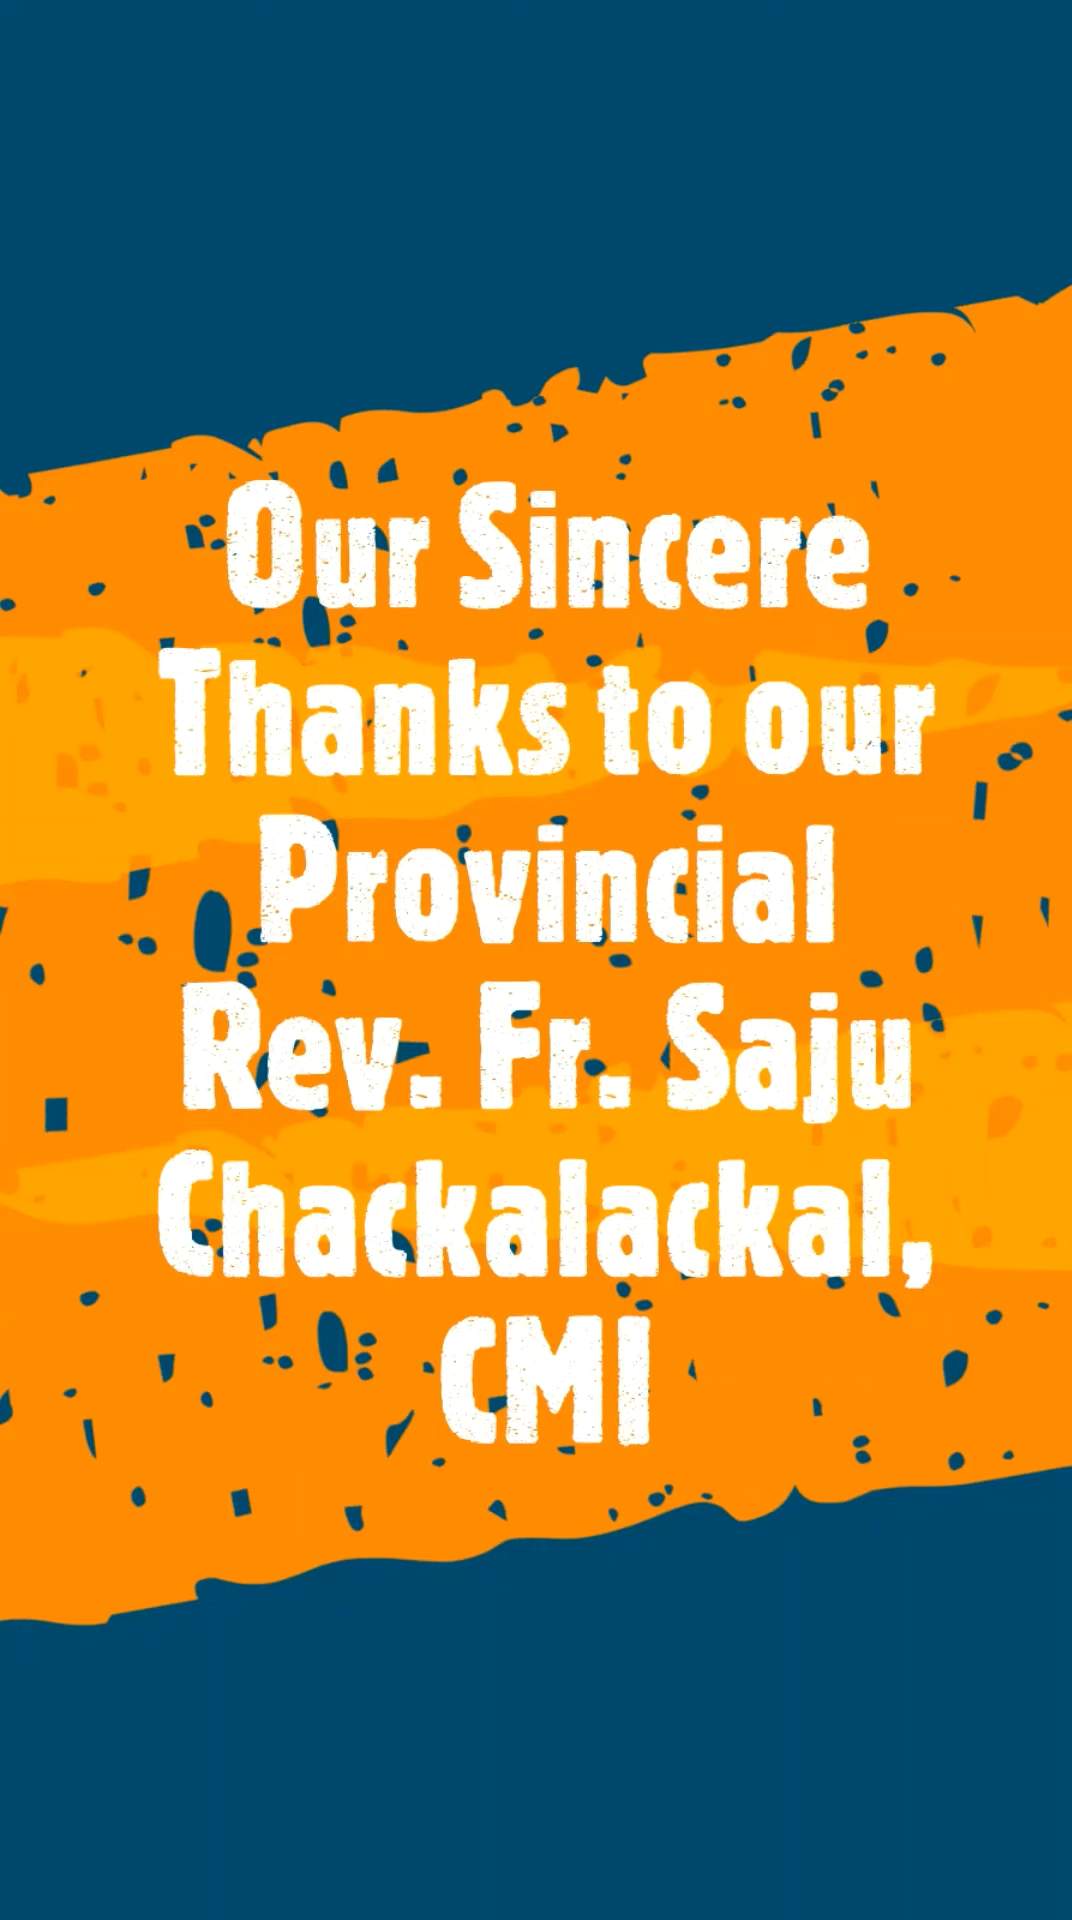 Our Sincere
Thanks to our
Provincial
Rev. Fr. Saju
Chackalackal,
CMI